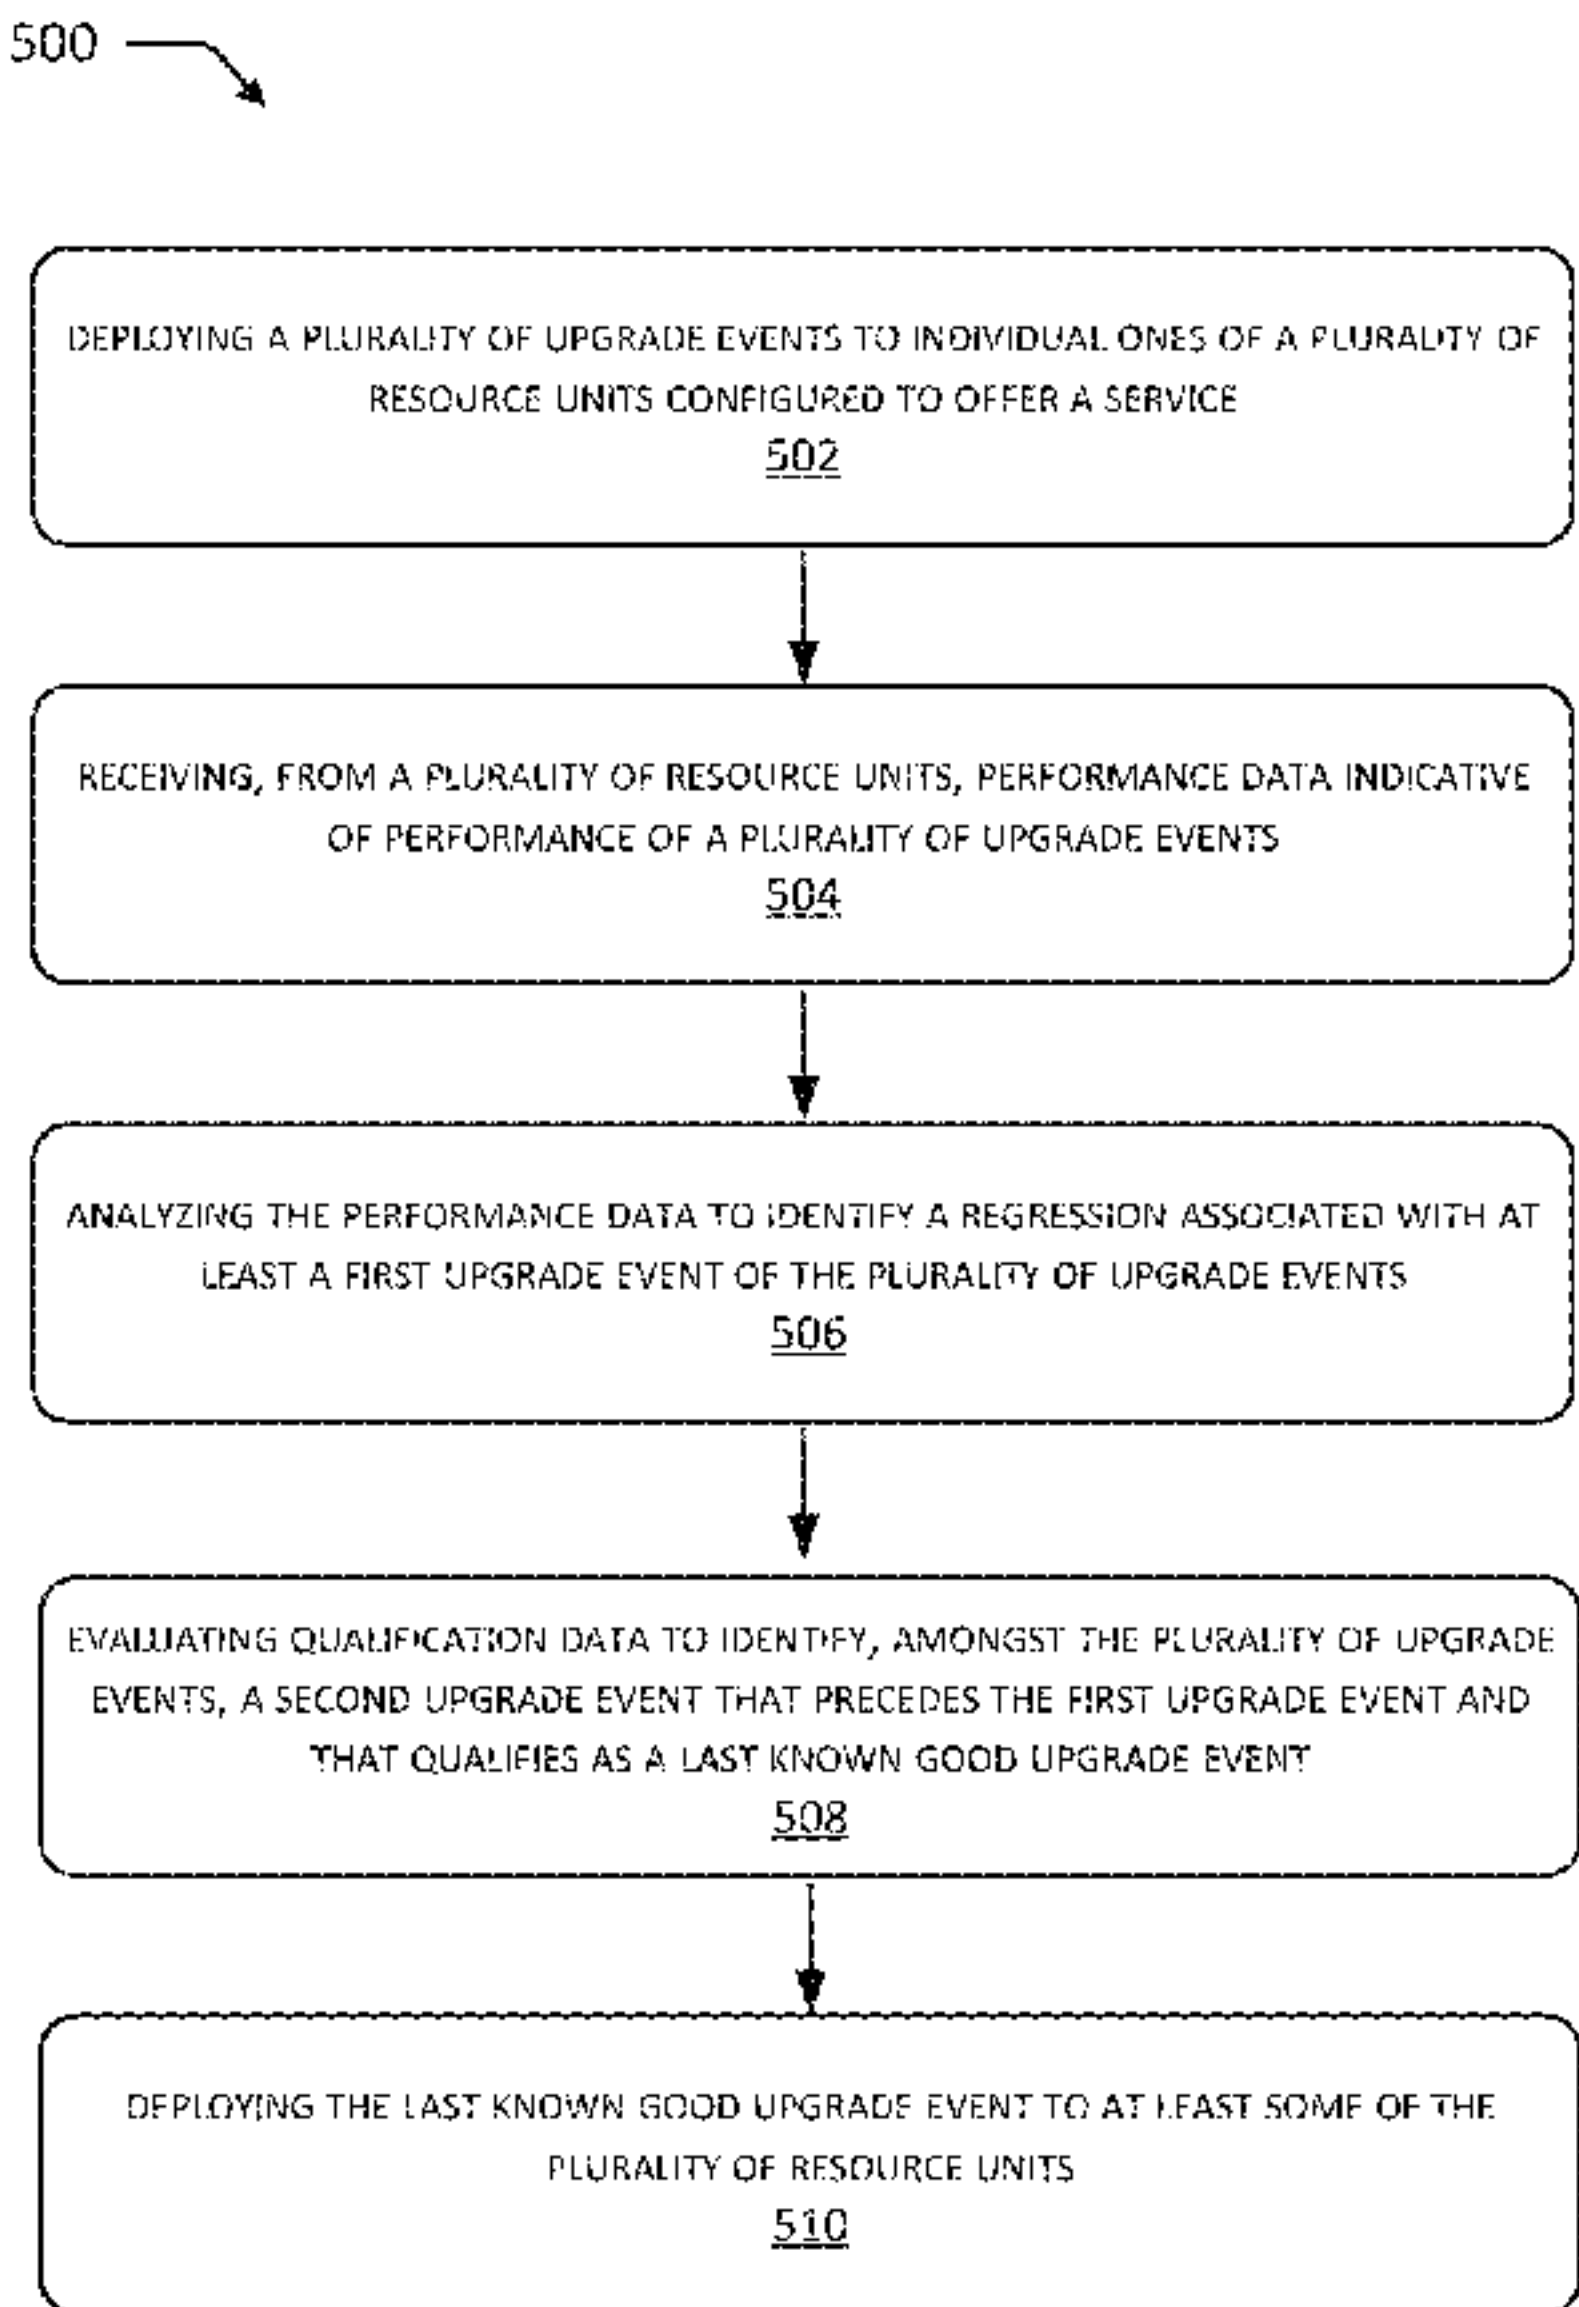 500
DEPLOYING A PLURALITY OF UPGRADE EVENTS TO INDIVIDUAL ONES OF A PLURALITY OF
RESOURCE UNITS CONFIGURED TO OFFER A SERVICE
502
RECEIVING, FROM A PLURALITY OF RESOURCE UNITS, PERFORMANCE DATA INDICATIVE
OF PERFORMANCE OF A PLURALITY OF UPGRADE EVENTS
504
ANALYZING THE PERFORMANCE DATA TO IDENTIFY A REGRESSION ASSOCIATED WITH AT
LEAST A FIRST UPGRADE EVENT OF THE PLURALITY OF UPGRADE EVENTS
506
EVALUATING QUALIFICATION DATA TO IDENTIFY, AMONGST THE PLURALITY OF UPGRADE
EVENTS, A SECOND UPGRADE EVENT THAT PRECEDES THE FIRST UPGRADE EVENT AND
THAT QUALIFIES AS A LAST KNOWN GOOD UPGRADE EVENT
508
DEPLOYING THE LAST KNOWN GOOD UPGRADE EVENT TO AT LEAST SOME OF THE
PLURALITY OF RESOURCE UNITS
510